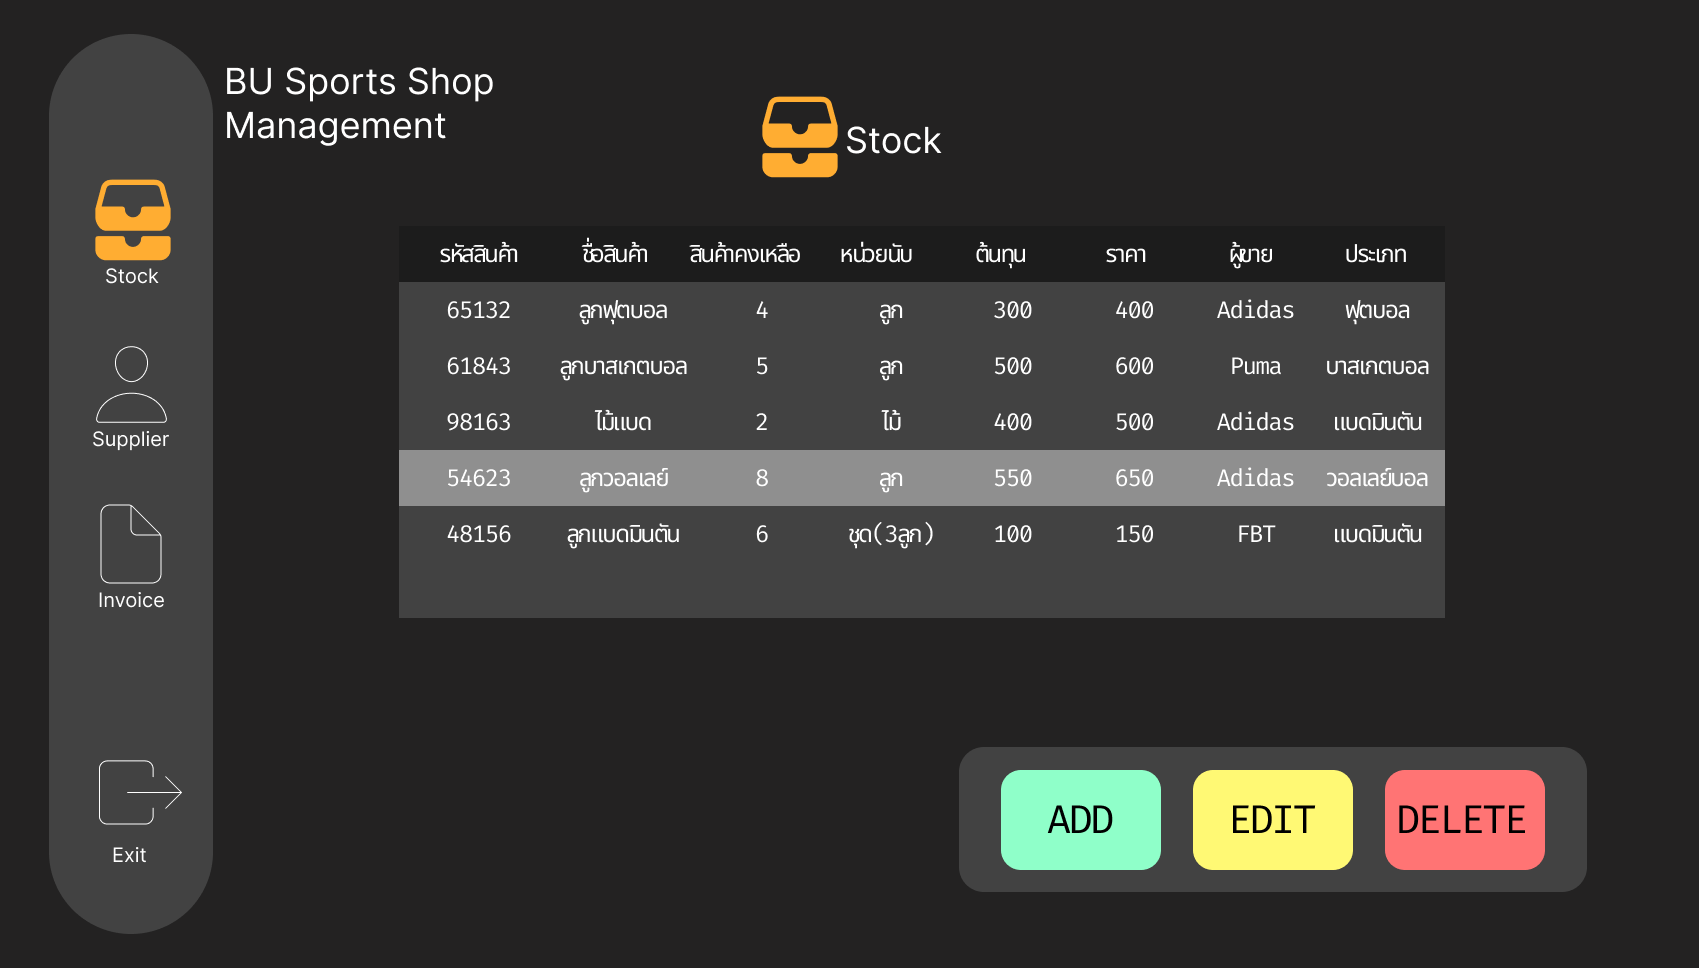 BU Sports Shop
Management
Stock
Stock
Supplier
Invoice
Exit
รหัสสินค้า ชื่อสินค้า สินค้าคงเหลือ หน่วยนับ ต้นทุน ราคา ผู้ขาย ประเภท
65132 ลูกฟุตบอล 4 ลูก 300 400 Adidas ฟุตบอล
61843 ลูกบาสเกตบอล 5 ลูก 500 600 Puma บาสเกตบอล
98163 ไม้แบด 2 ไม้ 400 500 Adidas แบดมินตัน
54623 ลูกวอลเลย์ 8 ลูก 550 650 Adidas วอลเลย์บอล
48156 ลูกแบดมินตัน 6 ชุด(3ลูก) 100 150 FBT แบดมินตัน
ADD EDIT DELETE